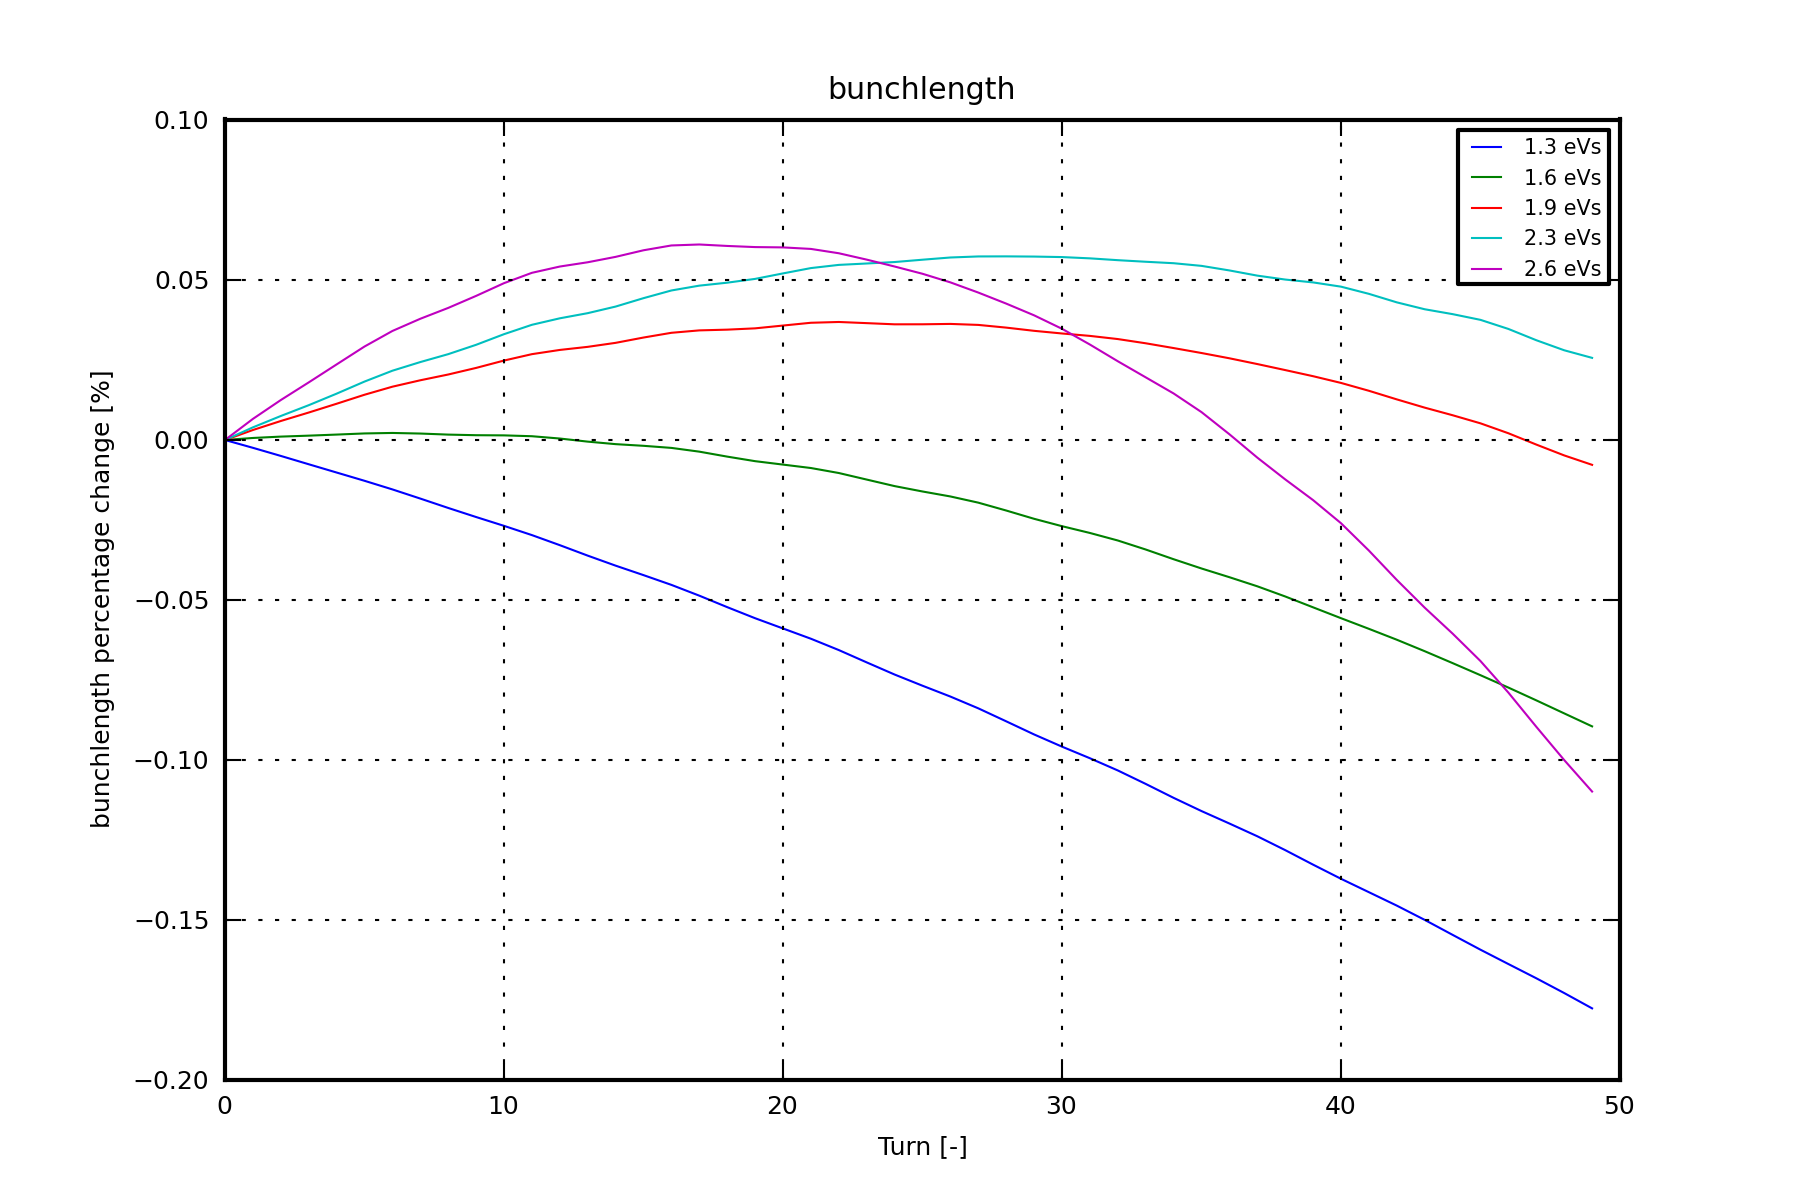 bunchlength
0.10
0.05
0.00
−0.05
−0.10
−0.15
−0.20
bunchlength percentage change [%]
0 10 20 30 40 50
Turn [-]
1.3 eVs
1.6 eVs
1.9 eVs
2.3 eVs
2.6 eVs